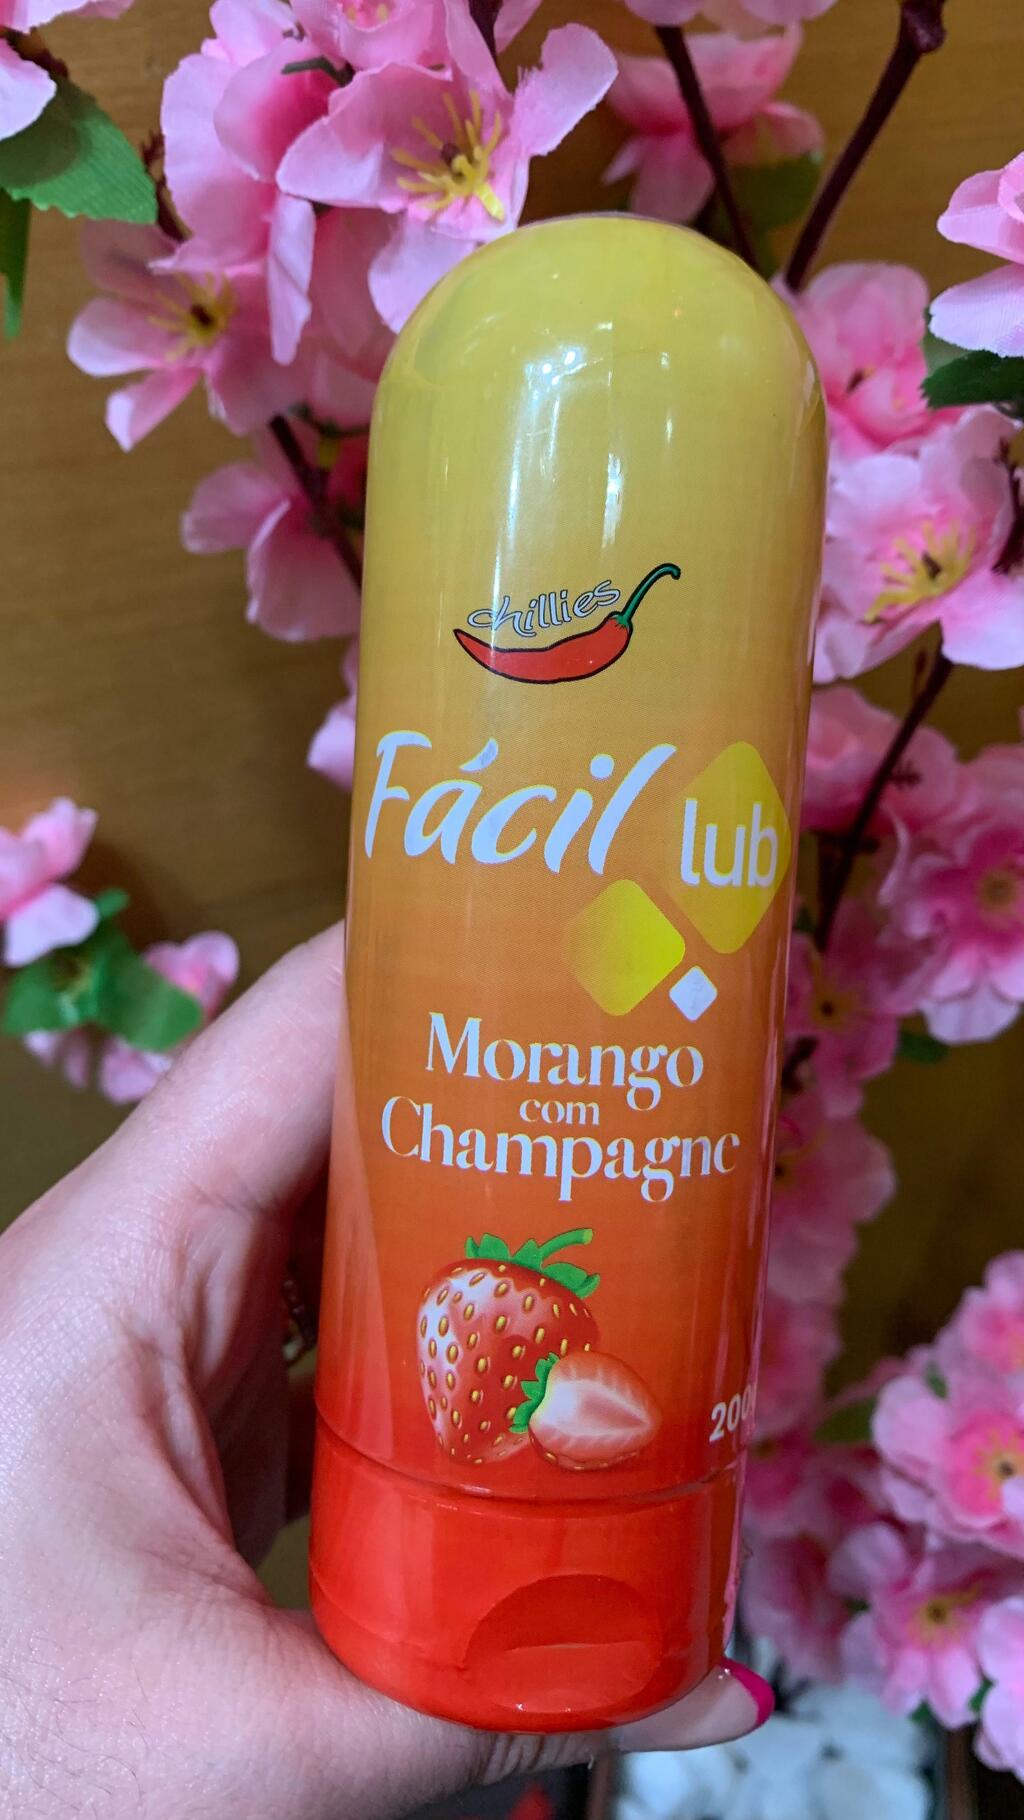 chillies
Fácil lub
Morango
com
Champagne